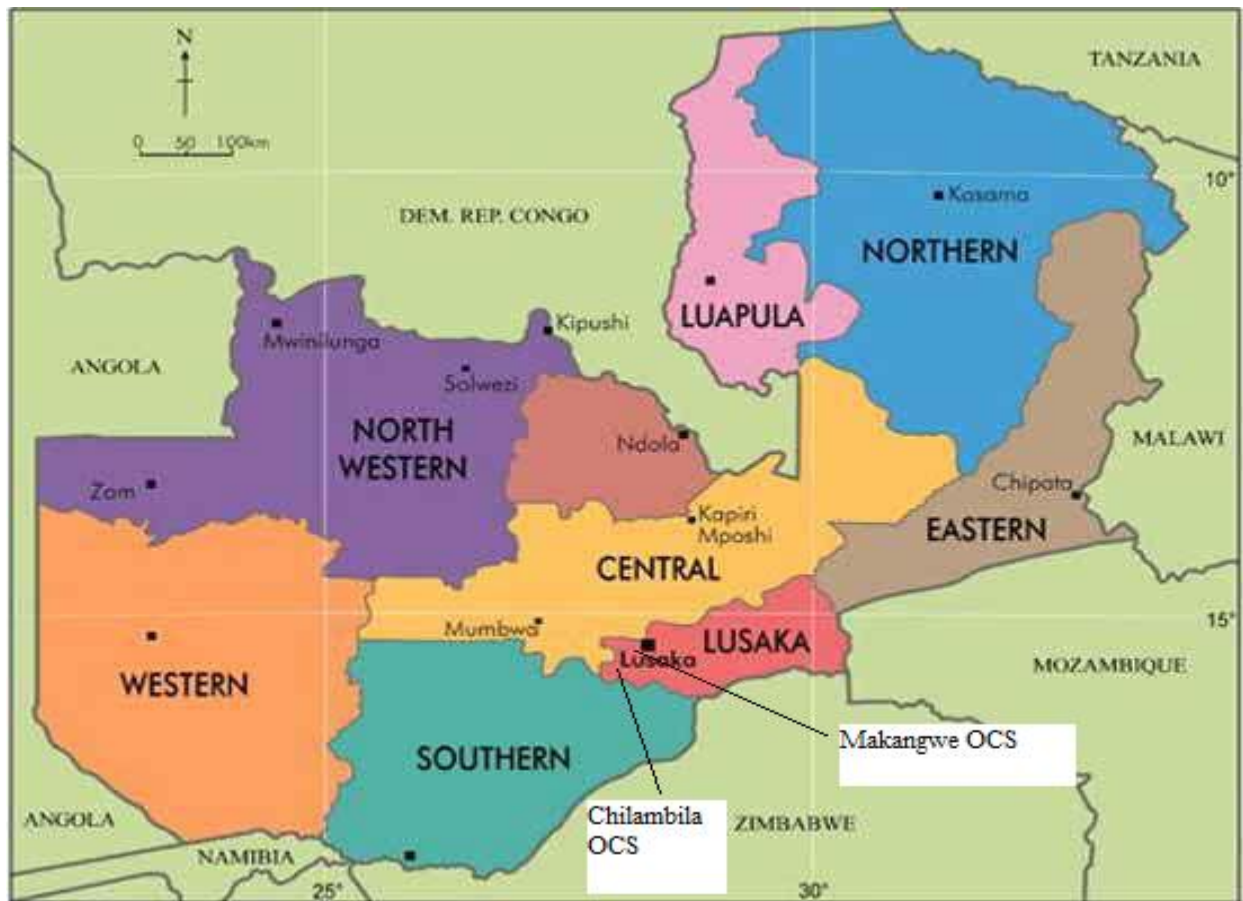 N
0 50 100km
TANZANIA
10°
Kasama
DEM. REP. CONGO
NORTHERN
LUAPULA
Kipushi
Mwinilunga
ANGOLA
Solwezi
NORTH
WESTERN
Ndola
MALAWI
Zam
Chipata
Kapiri
Mposhi
EASTERN
CENTRAL
15°
Mumbwa
LUSAKA
Lusaka
MOZAMBIQUE
WESTERN
Makangwe OCS
SOUTHERN
Chilambila
OCS
ANGOLA
ZIMBABWE
NAMIBIA
25°
30°